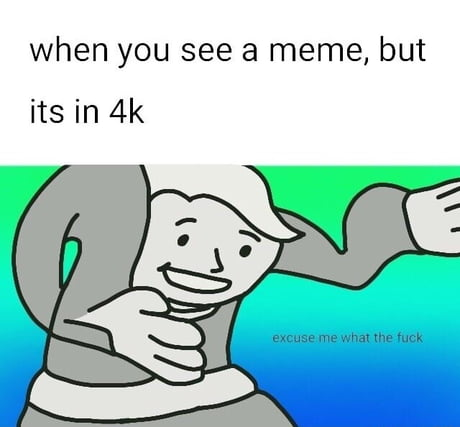 when you see a meme, but
its in 4k
excuse me what the fuck